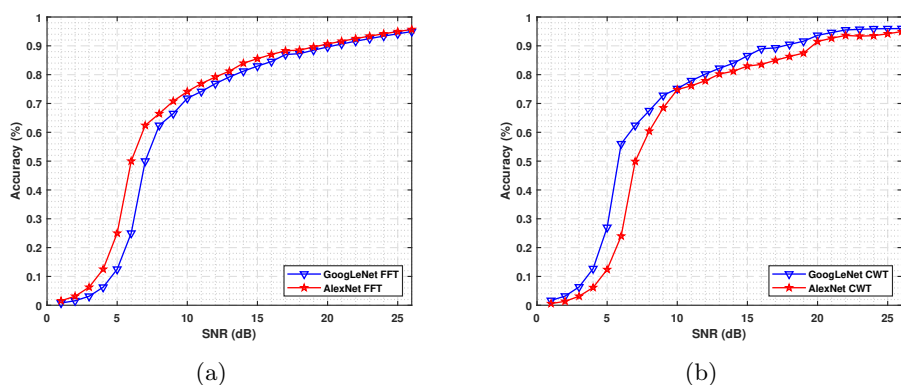 1
0.9
0.8
0.7
0.6
0.5
0.4
0.3
0.2
0.1
0
Accuracy (%)
GoogLeNet FFT
AlexNet FFT
0 5 10 15 20 25
SNR (dB)
(a)
1
0.9
0.8
0.7
0.6
0.5
0.4
0.3
0.2
0.1
0
Accuracy (%)
GoogLeNet CWT
AlexNet CWT
0 5 10 15 20 25
SNR (dB)
(b)